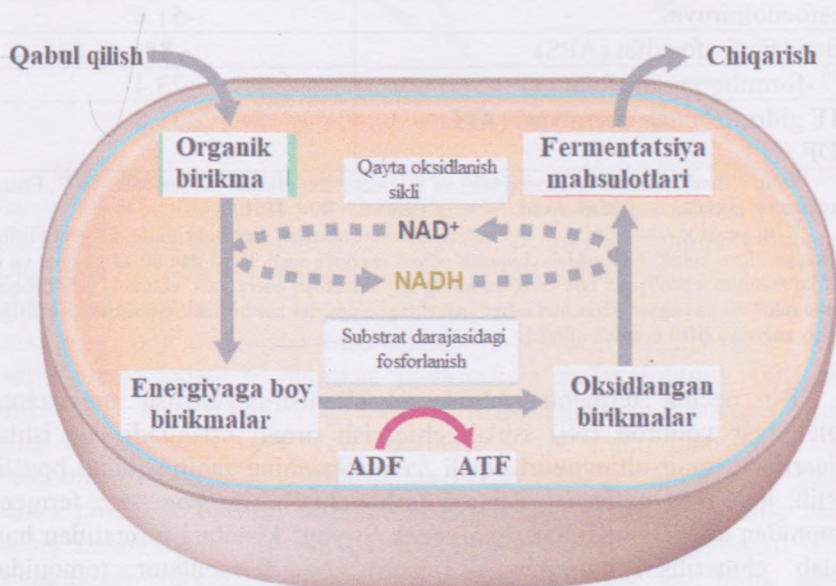 Qabul qilish
Chiqarish
Organik
birikma
Qayta oksidlanish
sikli
Fermentatsiya
mahsulotlari
NAD⁺
NADH
Substrat darajasidagi
fosforlanish
Energiyaga boy
birikmalar
Oksidlangan
birikmalar
ADF
ATF